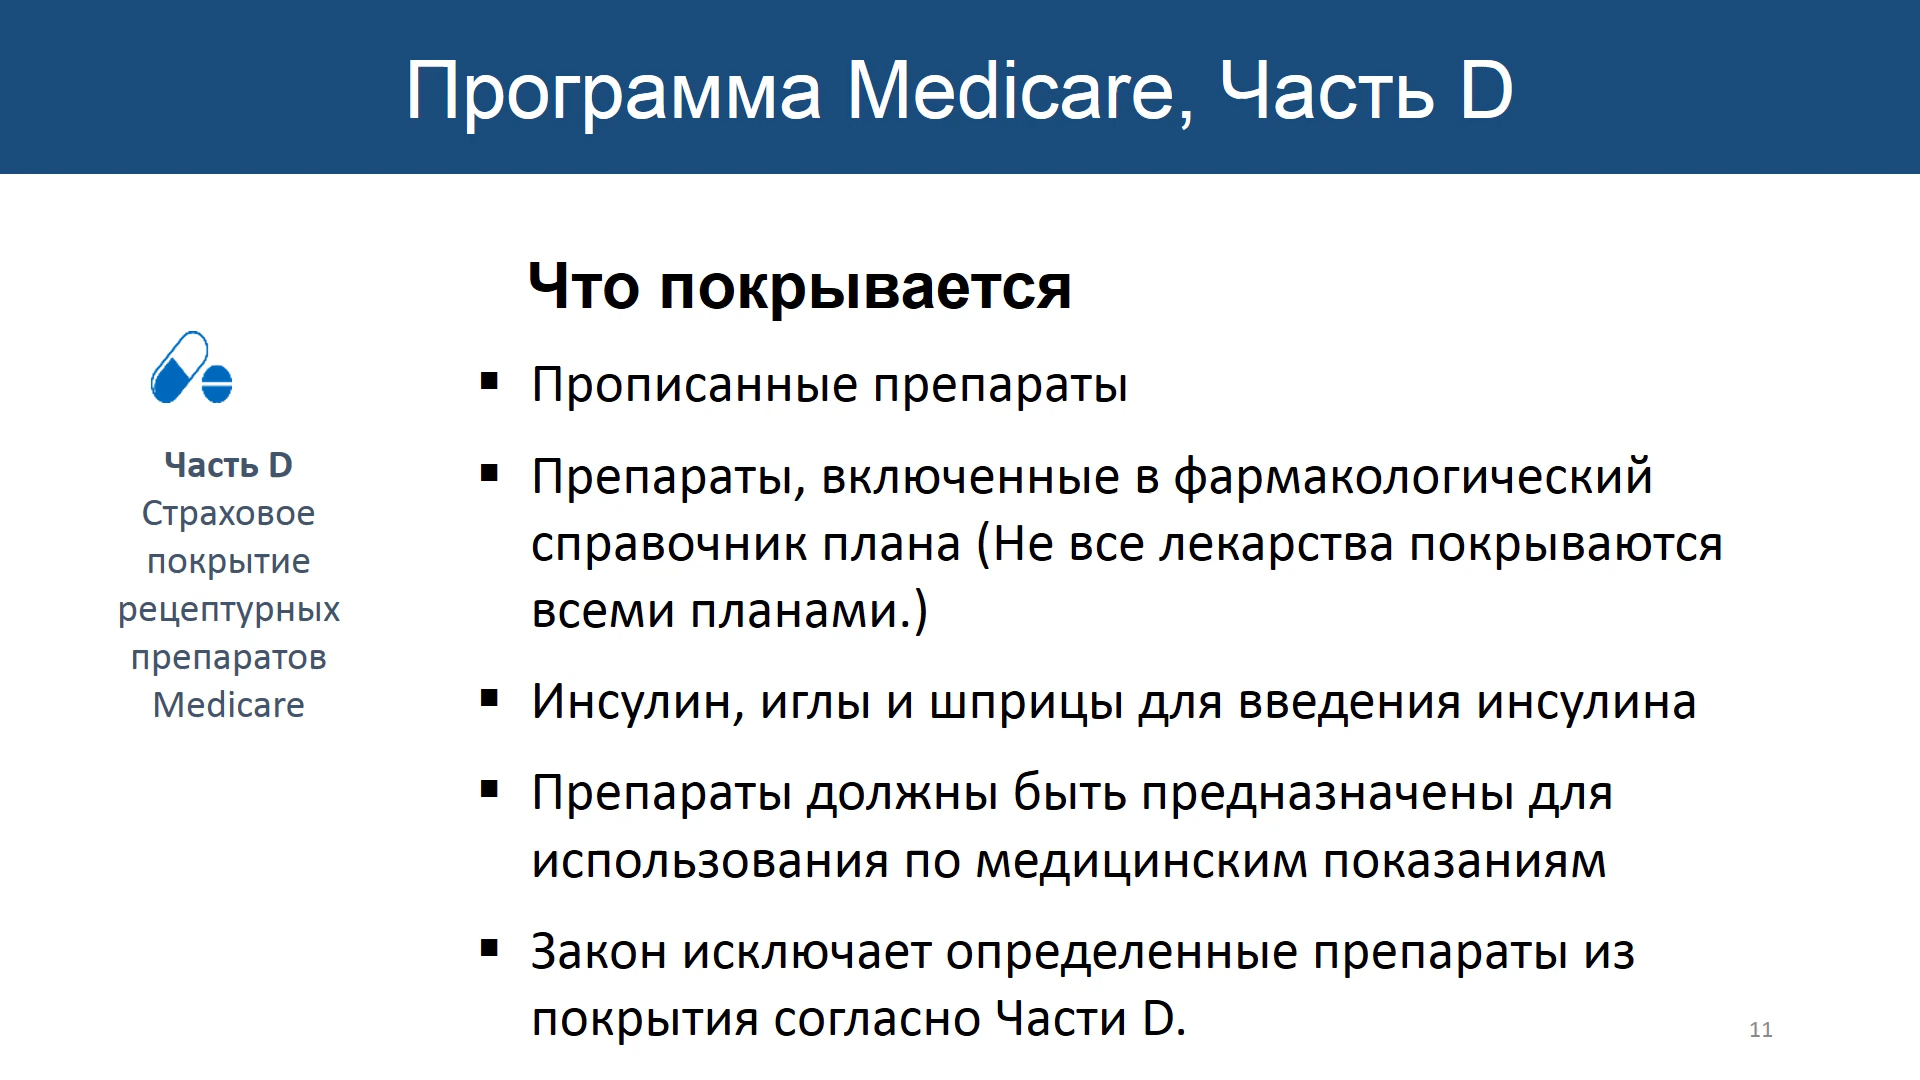 Программа Medicare, Часть D
Часть D
Страховое
покрытие
рецептурных
препаратов
Medicare
Что покрывается
▪ Прописанные препараты
▪ Препараты, включенные в фармакологический
справочник плана (Не все лекарства покрываются
всеми планами.)
▪ Инсулин, иглы и шприцы для введения инсулина
▪ Препараты должны быть предназначены для
использования по медицинским показаниям
▪ Закон исключает определенные препараты из
покрытия согласно Части D.
11